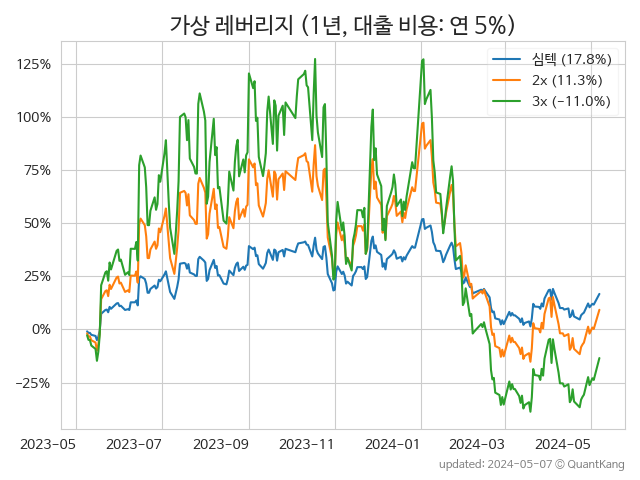 가상 레버리지 (1년, 대출 비용: 연 5%)
심텍 (17.8%)
2x (11.3%)
3x (−11.0%)
125%
100%
75%
50%
25%
0%
−25%
2023-05
2023-07
2023-09
2023-11
2024-01
2024-03
2024-05
updated: 2024-05-07 © QuantKang